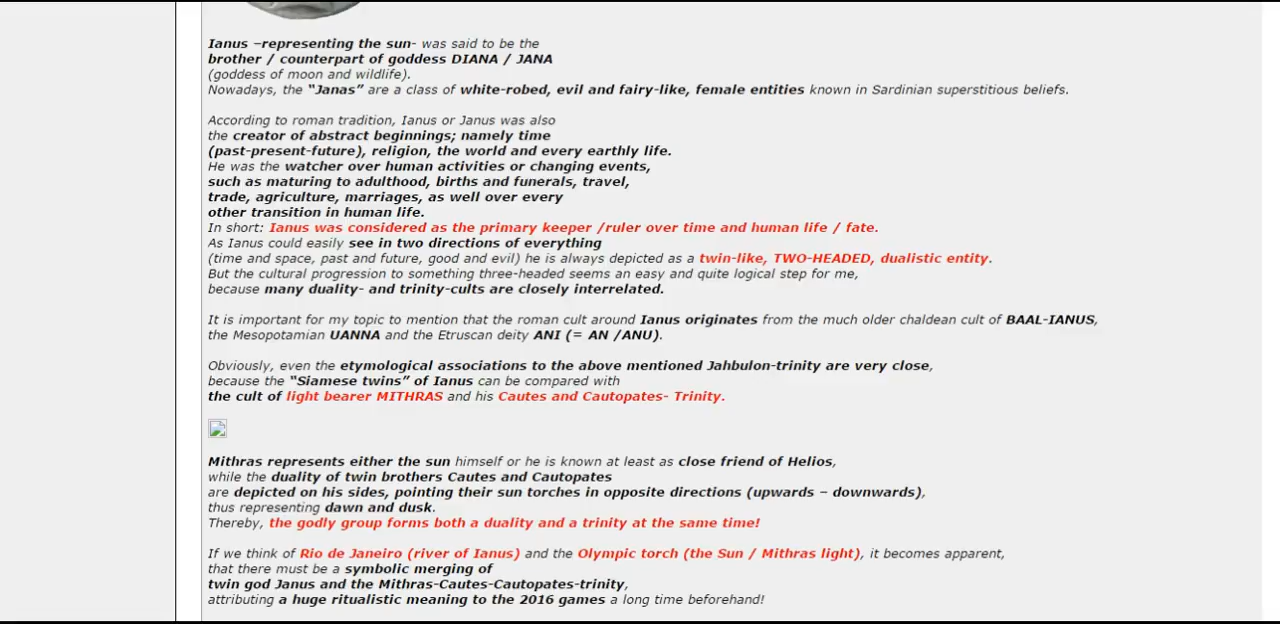 Ianus –representing the sun- was said to be the
brother / counterpart of goddess DIANA / JANA
(goddess of moon and wildlife).
Nowadays, the “Janas” are a class of white-robed, evil and fairy-like, female entities known in Sardinian superstitious beliefs.
According to roman tradition, Ianus or Janus was also
the creator of abstract beginnings; namely time
(past-present-future), religion, the world and every earthly life.
He was the watcher over human activities or changing events,
such as maturing to adulthood, births and funerals, travel,
trade, agriculture, marriages, as well over every
other transition in human life.
In short: Ianus was considered as the primary keeper /ruler over time and human life / fate.
As Ianus could easily see in two directions of everything
(time and space, past and future, good and evil) he is always depicted as a twin-like, TWO-HEADED, dualistic entity.
But the cultural progression to something three-headed seems an easy and quite logical step for me,
because many duality- and trinity-cults are closely interrelated.
It is important for my topic to mention that the roman cult around Ianus originates from the much older chaldean cult of BAAL-IANUS,
the Mesopotamian UANNA and the Etruscan deity ANI (= AN /ANU).
Obviously, even the etymological associations to the above mentioned Jahbulon-trinity are very close,
because the “Siamese twins” of Ianus can be compared with
the cult of light bearer MITHRAS and his Cautes and Cautopates- Trinity.
Mithras represents either the sun himself or he is known at least as close friend of Helios,
while the duality of twin brothers Cautes and Cautopates
are depicted on his sides, pointing their sun torches in opposite directions (upwards – downwards),
thus representing dawn and dusk.
Thereby, the godly group forms both a duality and a trinity at the same time!
If we think of Rio de Janeiro (river of Ianus) and the Olympic torch (the Sun / Mithras light), it becomes apparent,
that there must be a symbolic merging of
twin god Janus and the Mithras-Cautes-Cautopates-trinity,
attributing a huge ritualistic meaning to the 2016 games a long time beforehand!